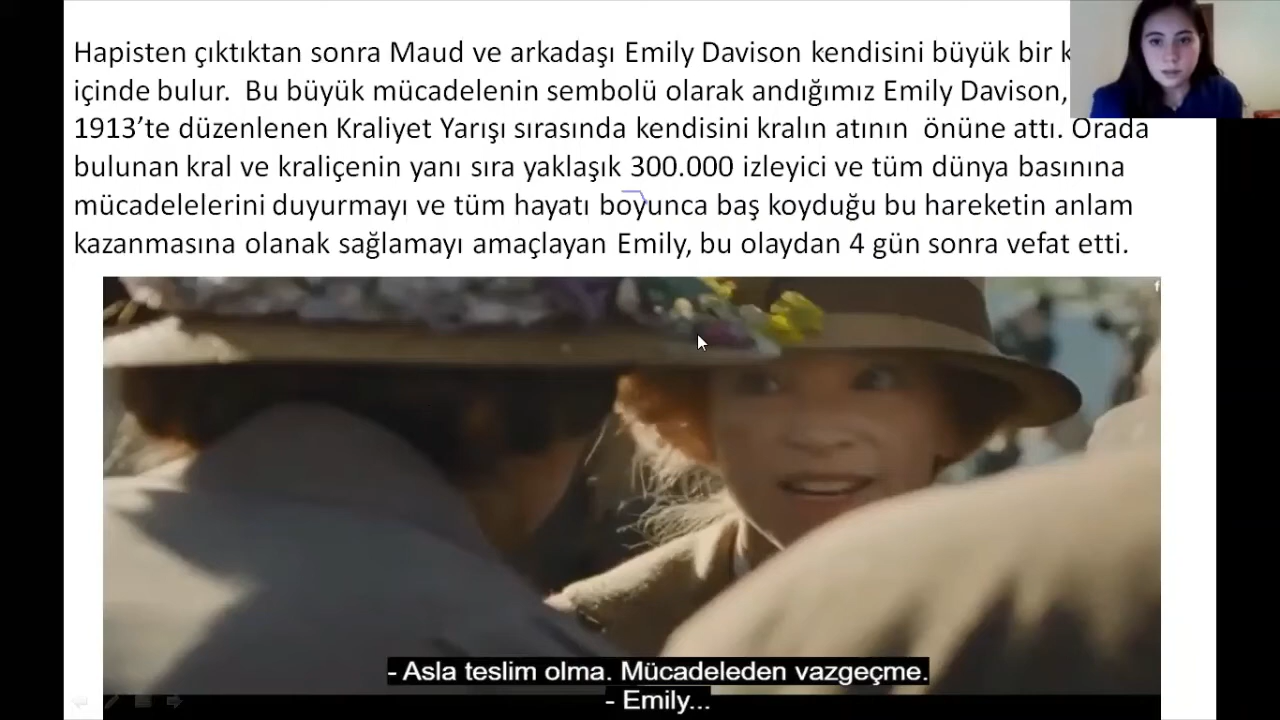 Hapisten çıktıktan sonra Maud ve arkadaşı Emily Davison kendisini büyük bir
içinde bulur. Bu büyük mücadelenin sembolü olarak andığımız Emily Davison,
1913’te düzenlenen Kraliyet Yarışı sırasında kendisini kralın atının önüne attı. Orada
bulunan kral ve kraliçenin yanı sıra yaklaşık 300.000 izleyici ve tüm dünya basınına
mücadelelerini duyurmayı ve tüm hayatı boyunca baş koyduğu bu hareketin anlam
kazanmasına olanak sağlamayı amaçlayan Emily, bu olaydan 4 gün sonra vefat etti.
- Asla teslim olma. Mücadeleden vazgeçme.
- Emily...